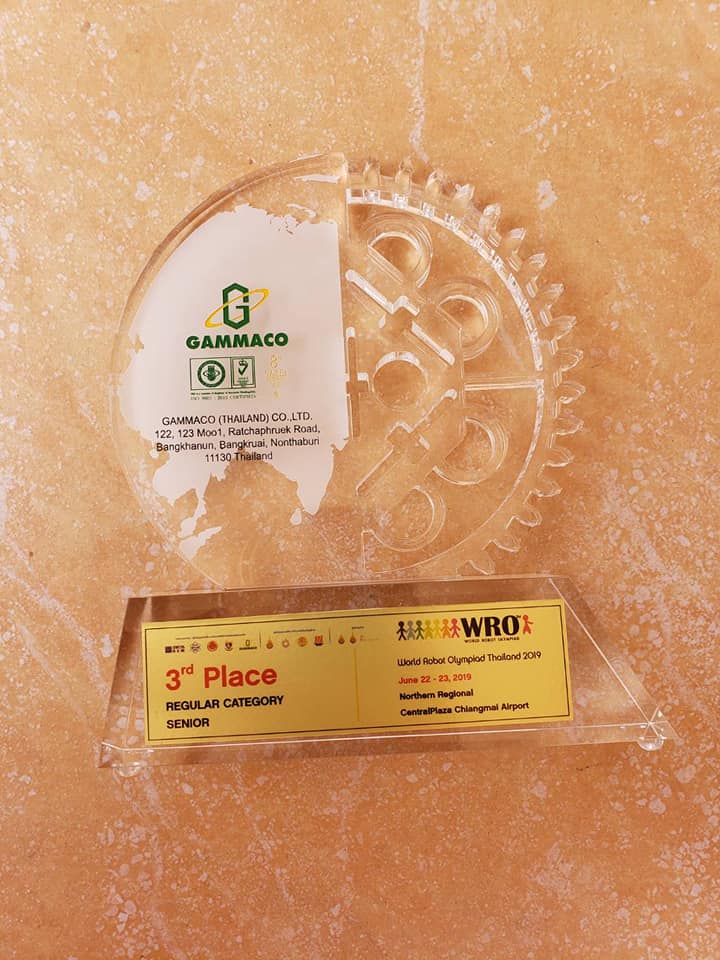 GAMMACO
GAMMACO (THAILAND) CO.,LTD.
122, 123 Moo1, Ratchaphruek Road,
Bangkhanun, Bangkruai, Nonthaburi
11130 Thailand
3rd Place
REGULAR CATEGORY
SENIOR
WRO
WORLD ROBOT OLYMPIAD
World Robot Olympiad Thailand 2019
June 22 - 23, 2019
Northern Regional
CentralPlaza Chiangmai Airport